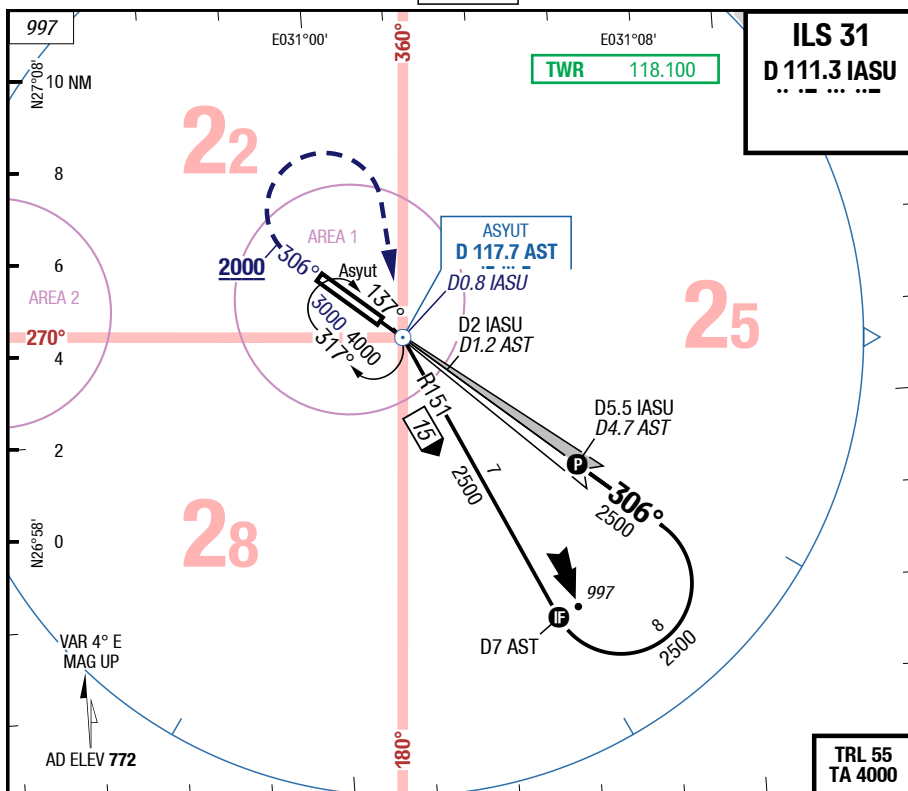 997
E031°00'
360°
E031°08'
ILS 31
D 111.3 IASU
TWR 118.100
N27°08'
10 NM
22
8
AREA 1
ASYUT
D 117.7 AST
6
2000
306°
Asyut
137°
D0.8 IASU
AREA 2
3000
4000
317°
D2 IASU
D1.2 AST
25
270°
4
R151
15
D5.5 IASU
D4.7 AST
P
2
7
2500
306°
2500
28
N26°58'
0
997
IF
D7 AST
8
2500
VAR 4° E
MAG UP
AD ELEV 772
180°
TRL 55
TA 4000